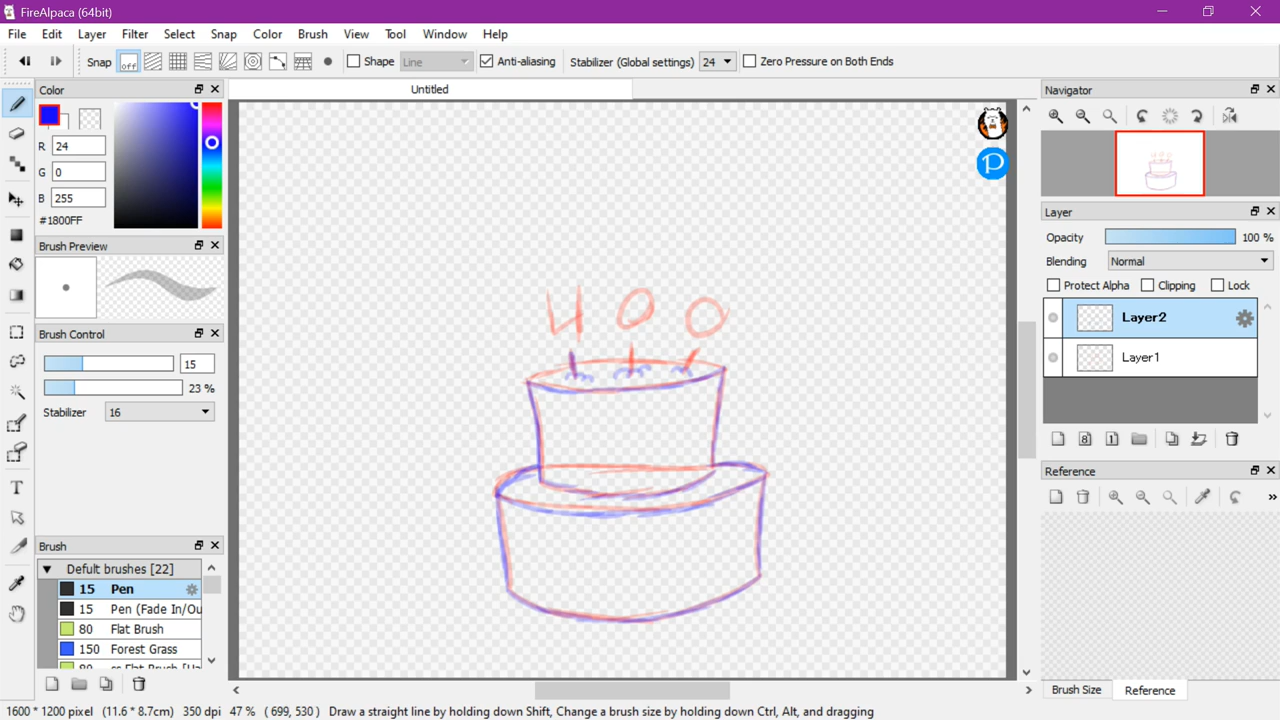 FireAlpaca (64bit)
File Edit Layer Filter Select Snap Color Brush View Tool Window Help
Snap off Shape Line Anti-aliasing Stabilizer (Global settings) 24 Zero Pressure on Both Ends
Color
R 24
G 0
B 255
#1800FF
Brush Preview
Brush Control
15
23 %
Stabilizer 16
Brush
Defult brushes [22]
15 Pen
15 Pen (Fade In/Ou
80 Flat Brush
150 Forest Grass
Untitled
400
P
Navigator
Layer
Opacity 100 %
Blending Normal
Protect Alpha Clipping Lock
Layer2
Layer1
8 1
Reference
»
Brush Size Reference
T
1600 * 1200 pixel (11.6 * 8.7cm) 350 dpi 47 % ( 699, 530 ) Draw a straight line by holding down Shift, Change a brush size by holding down Ctrl, Alt, and dragging